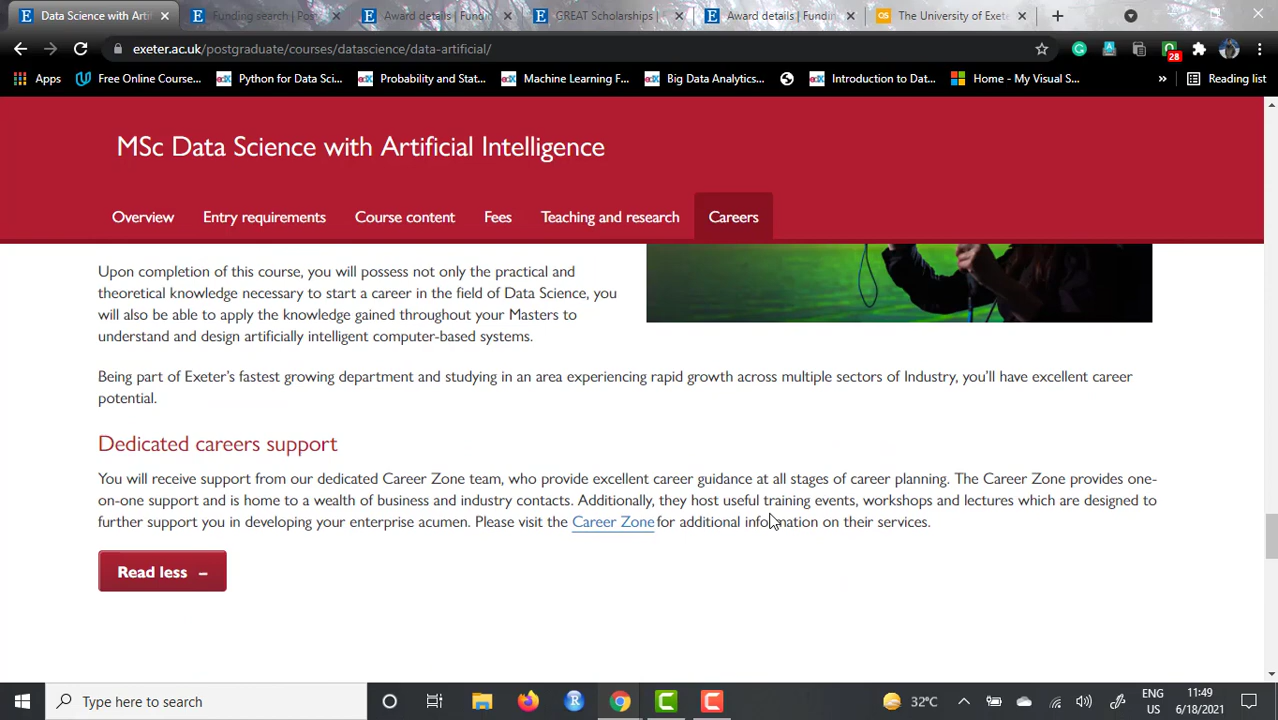 Data Science with Arti
Funding search | Pos
Award details | Fundin
GREAT Scholarships |
Award details | Fundin
The University of Exete
exeter.ac.uk/postgraduate/courses/datascience/data-artificial/
28
Apps
Free Online Course...
Python for Data Sci...
Probability and Stat...
Machine Learning F...
Big Data Analytics...
Introduction to Dat...
Home - My Visual S...
»
Reading list
MSc Data Science with Artificial Intelligence
Overview
Entry requirements
Course content
Fees
Teaching and research
Careers
Upon completion of this course, you will possess not only the practical and
theoretical knowledge necessary to start a career in the field of Data Science, you
will also be able to apply the knowledge gained throughout your Masters to
understand and design artificially intelligent computer-based systems.
Being part of Exeter's fastest growing department and studying in an area experiencing rapid growth across multiple sectors of Industry, you'll have excellent career
potential.
Dedicated careers support
You will receive support from our dedicated Career Zone team, who provide excellent career guidance at all stages of career planning. The Career Zone provides one-
on-one support and is home to a wealth of business and industry contacts. Additionally, they host useful training events, workshops and lectures which are designed to
further support you in developing your enterprise acumen. Please visit the Career Zone for additional information on their services.
Read less –
Type here to search
32°C
ENG
US
11:49
6/18/2021